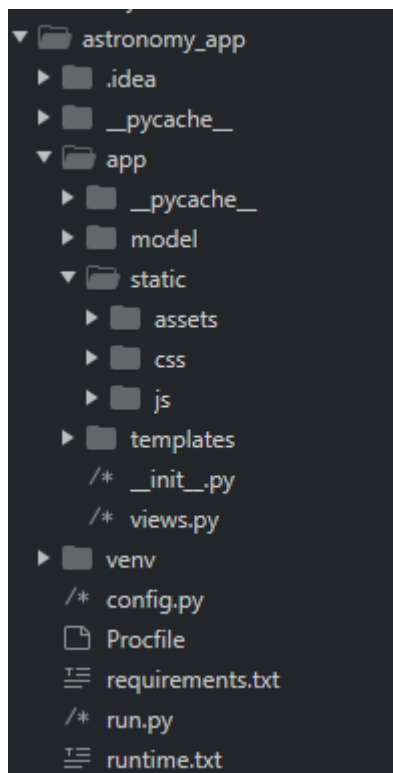 astronomy_app
.idea
__pycache__
app
__pycache__
model
static
assets
css
js
templates
/* __init__.py
/* views.py
venv
/* config.py
Procfile
requirements.txt
/* run.py
runtime.txt